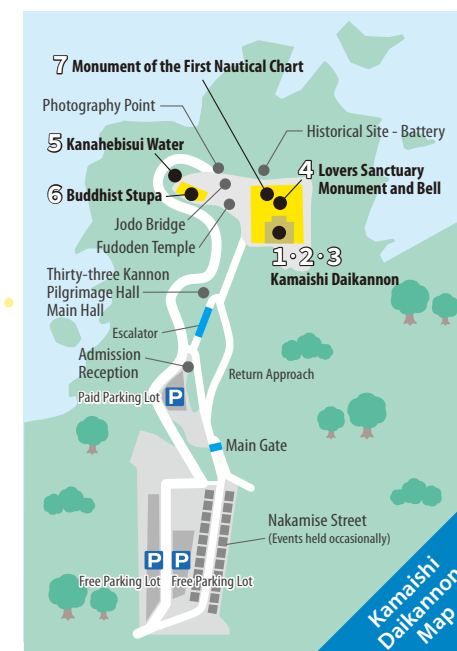 7 Monument of the First Nautical Chart
Photography Point
Historical Site - Battery
5 Kanahebisui Water
4 Lovers Sanctuary
Monument and Bell
6 Buddhist Stupa
Jodo Bridge
Fudoden Temple
1・2・3
Kamaishi Daikannon
Thirty-three Kannon
Pilgrimage Hall
Main Hall
Escalator
Admission
Reception
Return Approach
Paid Parking Lot P
Main Gate
Nakamise Street
(Events held occasionally)
P P
Free Parking Lot Free Parking Lot
Kamaishi
Daikannon
Map